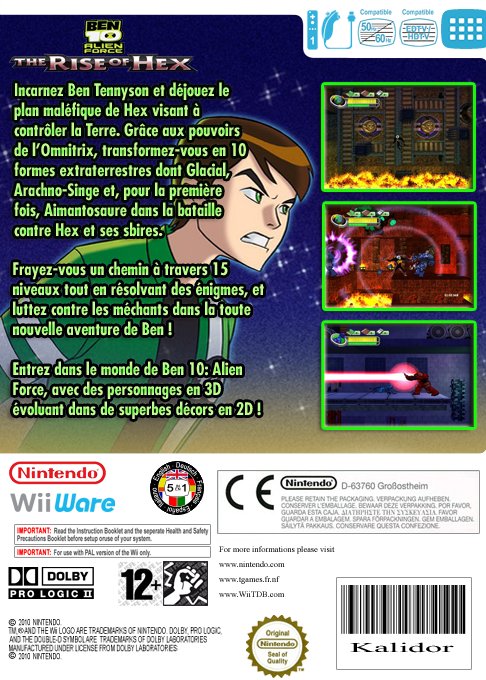 BEN
10
ALIEN
FORCE
THE RISE OF HEX
1
Compatible
50Hz
60Hz
Compatible
EDTV/
HDTV
Incarnez Ben Tennyson et déjouez le
plan maléfique de Hex visant à
contrôler la Terre. Grâce aux pouvoirs
de l'Omnitrix, transformez-vous en 10
formes extraterrestres dont Glacial,
Arachno-Singe et, pour la première
fois, Aimantosaure dans la bataille
contre Hex et ses sbires.
Frayez-vous un chemin à travers 15
niveaux tout en résolvant des énigmes, et
luttez contre les méchants dans la toute
nouvelle aventure de Ben !
Entrez dans le monde de Ben 10: Alien
Force, avec des personnages en 3D
évoluant dans de superbes décors en 2D !
Nintendo
WiiWare
English Deutsch Français Español Italiano
5&1
CE
Nintendo D-63760 Großostheim
PLEASE RETAIN THE PACKAGING. VERPACKUNG AUFHEBEN.
CONSERVER L'EMBALLAGE. BEWAAR DEZE VERPAKKING. POR FAVOR,
GUARDA ESTA CAJA. ΔΙΑΤΗΡΗΣΤΕ ΤΗΝ ΣΥΣΚΕΥΑΣΙΑ. FAVOR
GUARDAR A EMBALAGEM. SPARA FÖRPACKNINGEN. GEM EMBALLAGEN.
SÄILYTÄ PAKKAUS. CONSERVARE QUESTA CONFEZIONE.
IMPORTANT: Read the Instruction Booklet and the seperate Health and Safety
Precautions Booklet before setup oruse of your system.
IMPORTANT: For use with PAL version of the Wii only.
For more informations please visit
www.nintendo.com
www.tgames.fr.nf
www.WiiTDB.com
DOLBY
PRO LOGIC II
12+
© 2010 NINTENDO.
TM,® AND THE Wii LOGO ARE TRADEMARKS OF NINTENDO. DOLBY, PRO LOGIC,
AND THE DOUBLE-D SYMBOL ARE TRADEMARKS OF DOLBY LABORATORIES
MANUFACTURED UNDER LICENSE FROM DOLBY LABORATORIES
© 2010 NINTENDO.
Original
Nintendo
Seal of
Quality
Kalidor